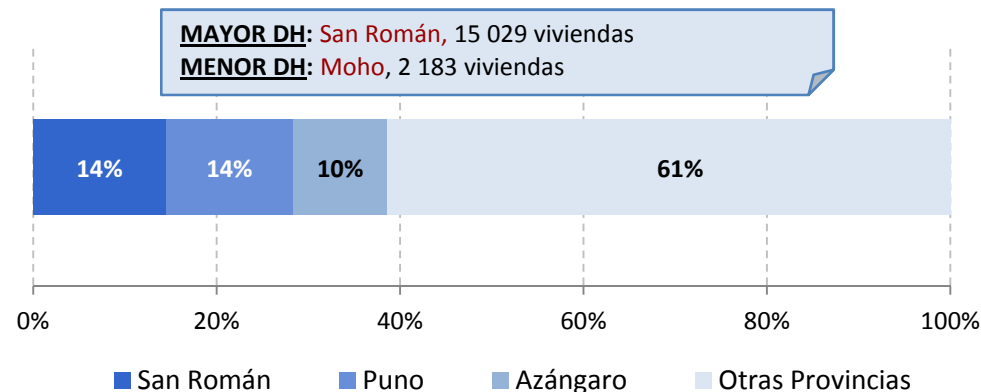 MAYOR DH: San Román, 15 029 viviendas
MENOR DH: Moho, 2 183 viviendas
14% 14% 10% 61%
0% 20% 40% 60% 80% 100%
San Román Puno Azángaro Otras Provincias